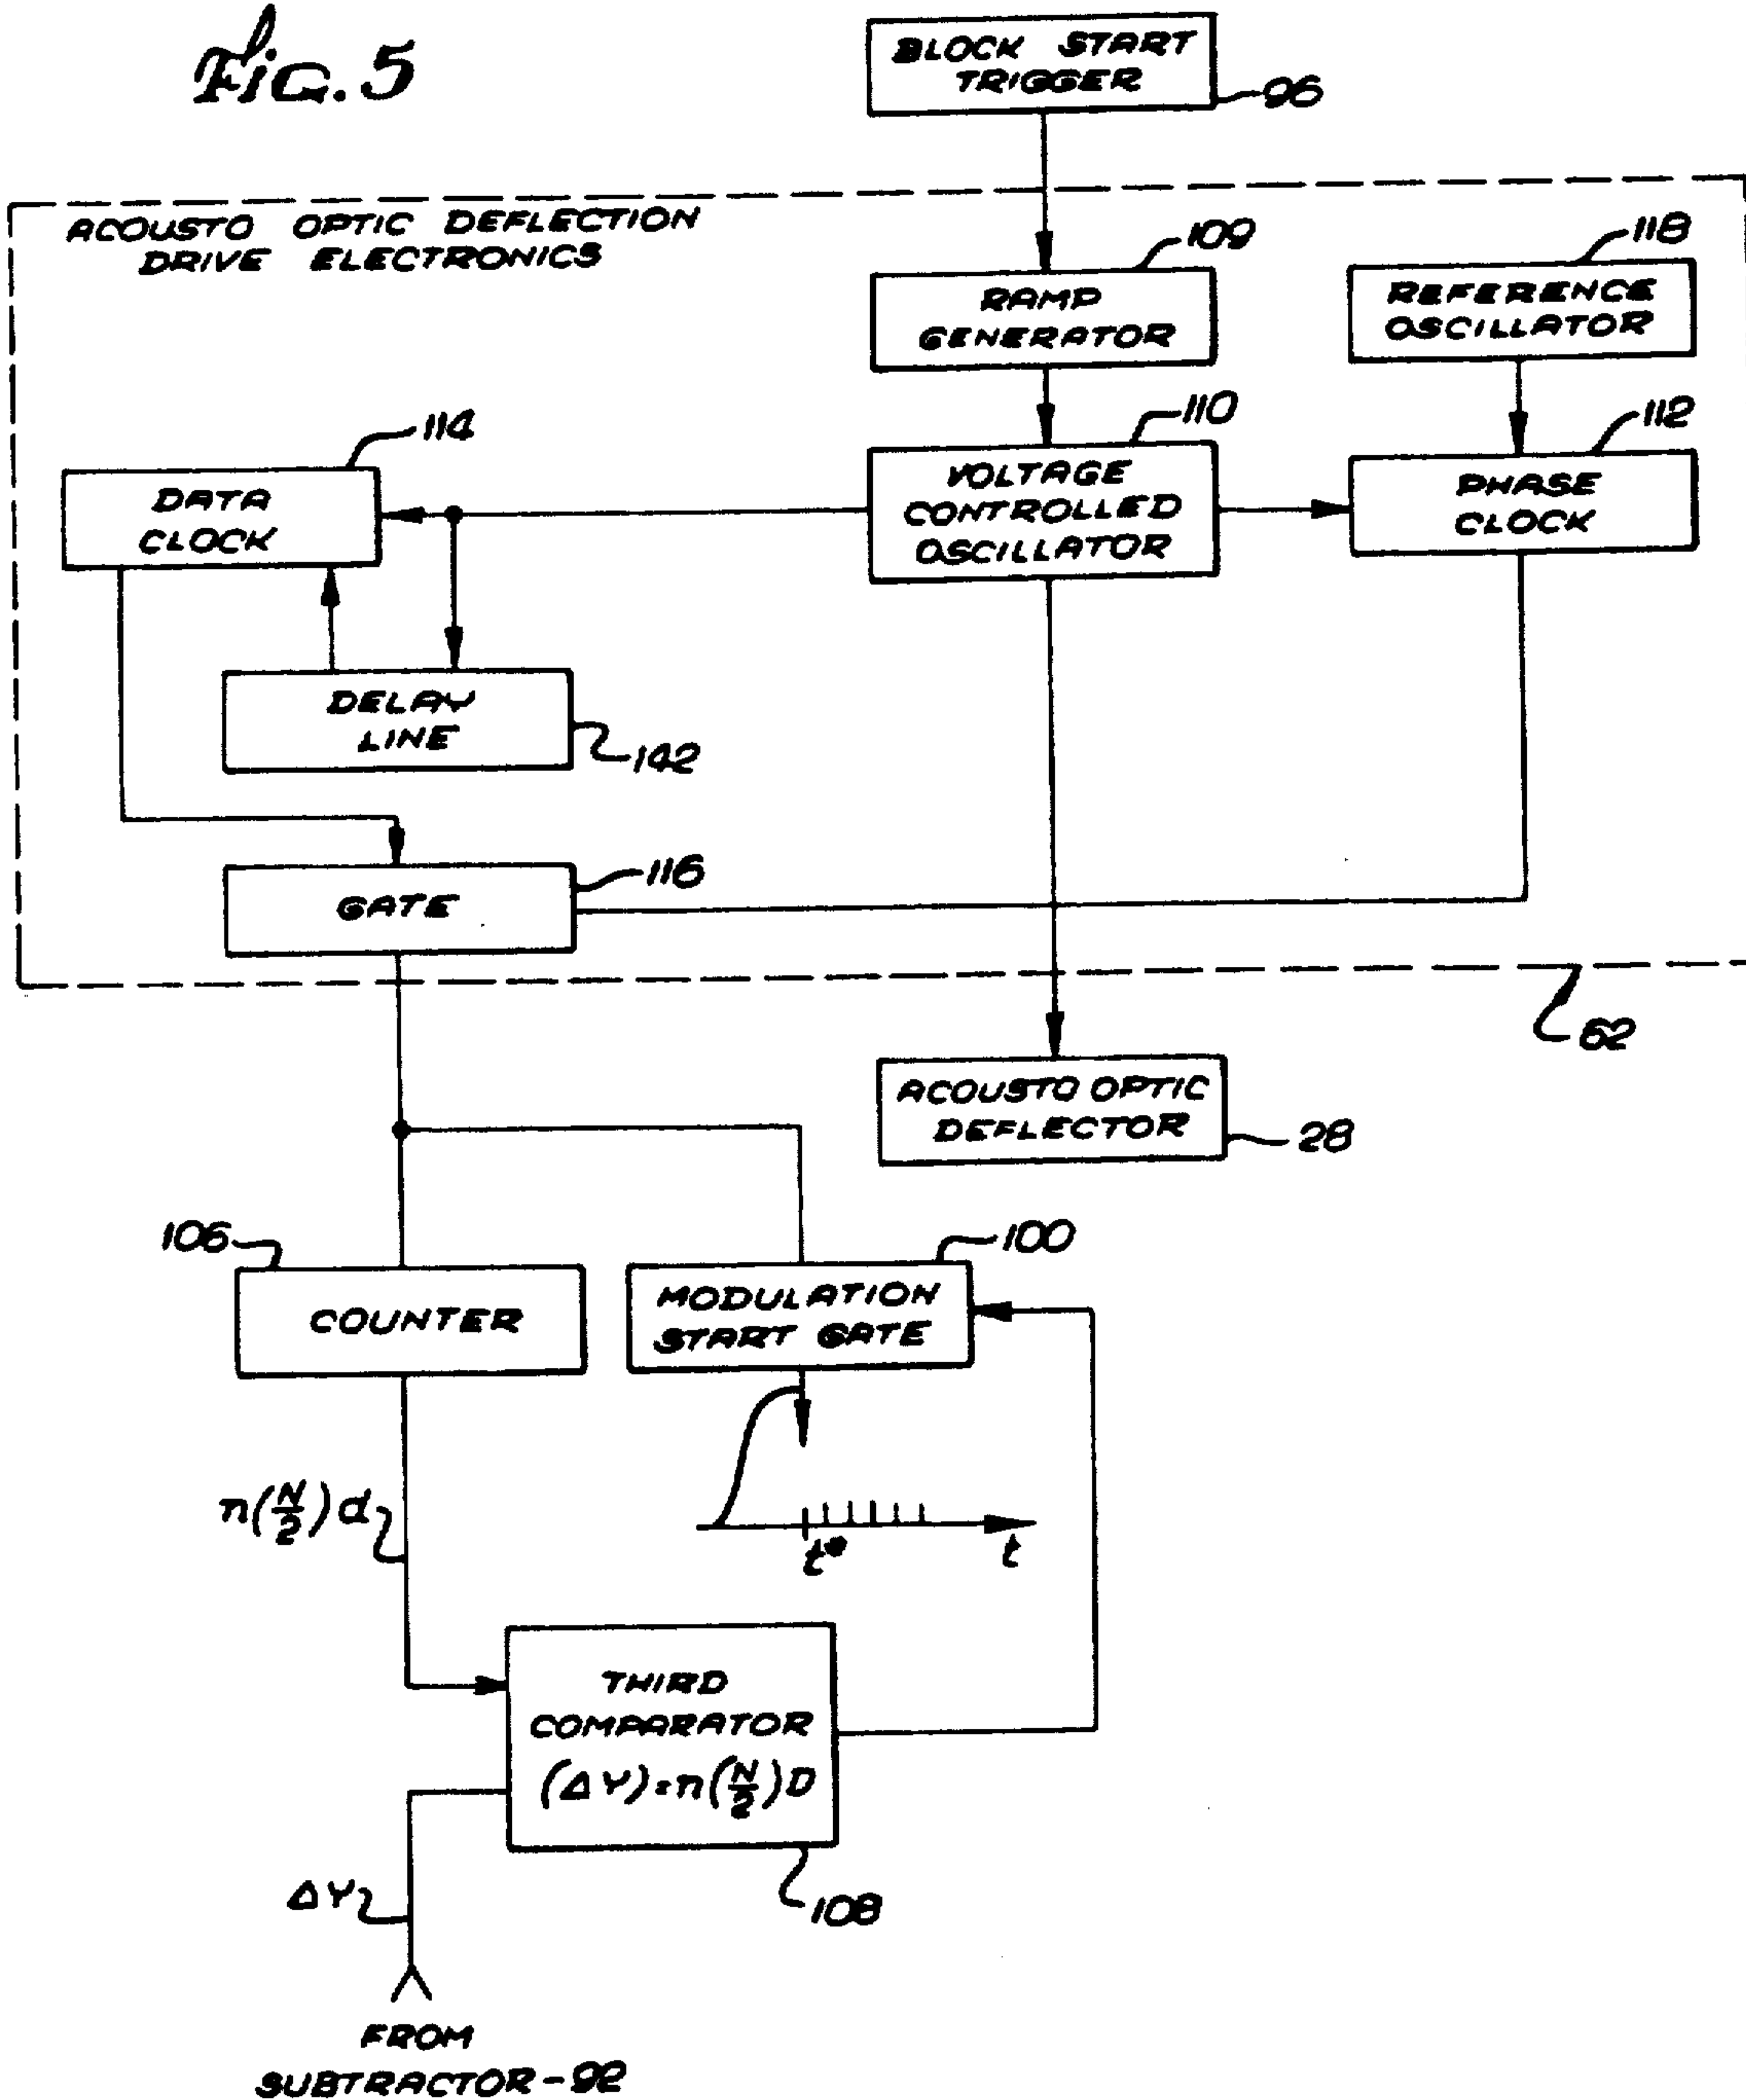 Fig. 5
BLOCK START
TRIGGER
96
ACOUSTO OPTIC DEFLECTION
DRIVE ELECTRONICS
109
118
RAMP
GENERATOR
REFERENCE
OSCILLATOR
114
110
112
DATA
CLOCK
VOLTAGE
CONTROLLED
OSCILLATOR
PHASE
CLOCK
DELAY
LINE
142
116
GATE
62
ACOUSTO OPTIC
DEFLECTOR
28
106
100
COUNTER
MODULATION
START GATE
n(N/2)d
t*
t
THIRD
COMPARATOR
(ΔY)=n(N/2)D
ΔY
108
FROM
SUBTRACTOR-92